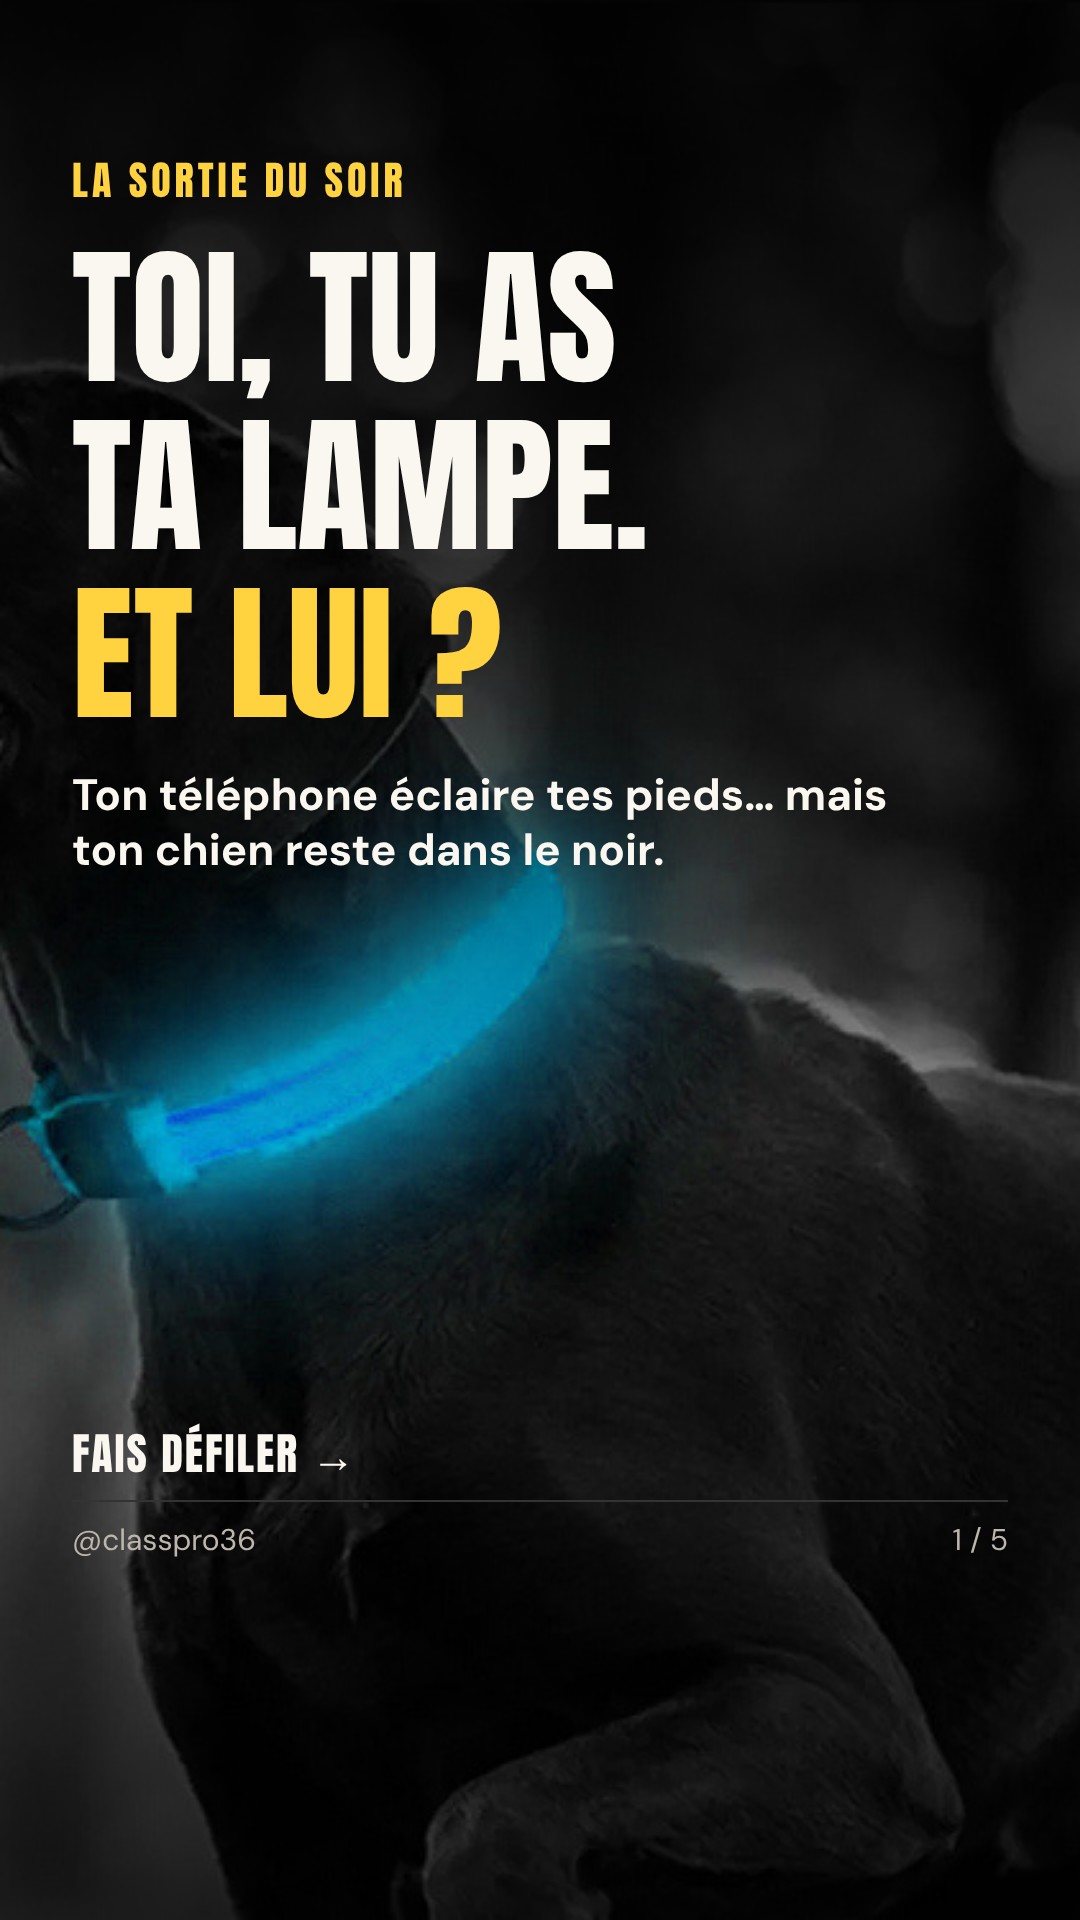 LA SORTIE DU SOIR
TOI, TU AS
TA LAMPE.
ET LUI ?
Ton téléphone éclaire tes pieds... mais
ton chien reste dans le noir.
FAIS DÉFILER →
@classpro36
1 / 5